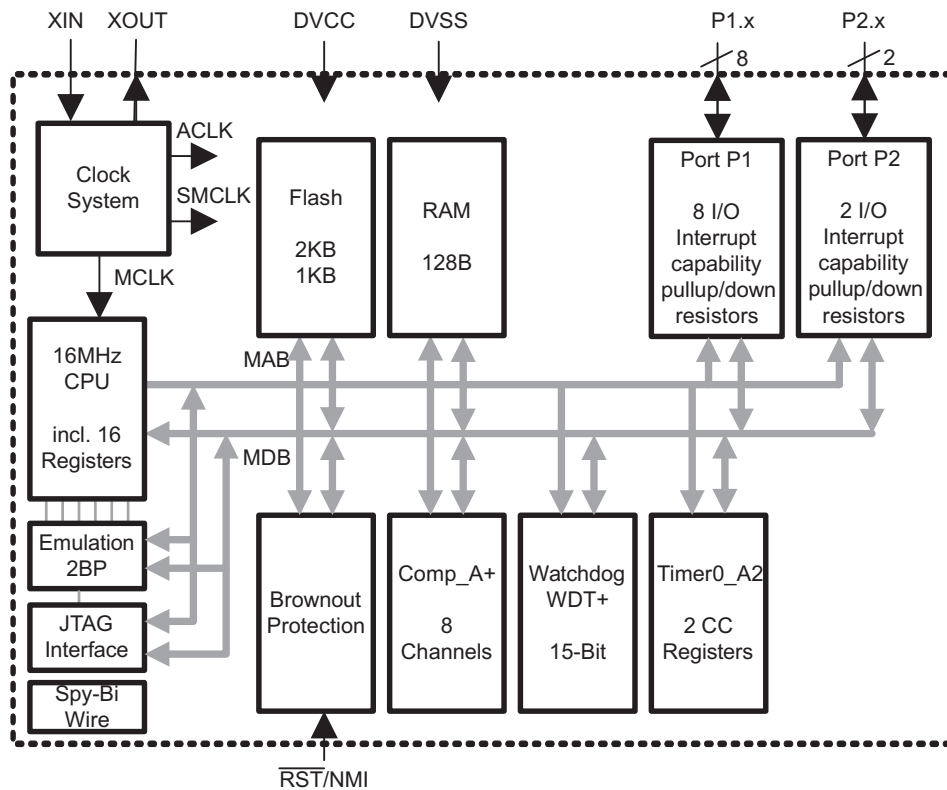 XIN
XOUT
DVCC
DVSS
P1.x
P2.x
8
2
Clock
System
ACLK
SMCLK
MCLK
Flash
2KB
1KB
RAM
128B
Port P1
8 I/O
Interrupt
capability
pullup/down
resistors
Port P2
2 I/O
Interrupt
capability
pullup/down
resistors
16MHz
CPU
incl. 16
Registers
MAB
MDB
Emulation
2BP
JTAG
Interface
Spy-Bi
Wire
Brownout
Protection
Comp_A+
8
Channels
Watchdog
WDT+
15-Bit
Timer0_A2
2 CC
Registers
RST/NMI